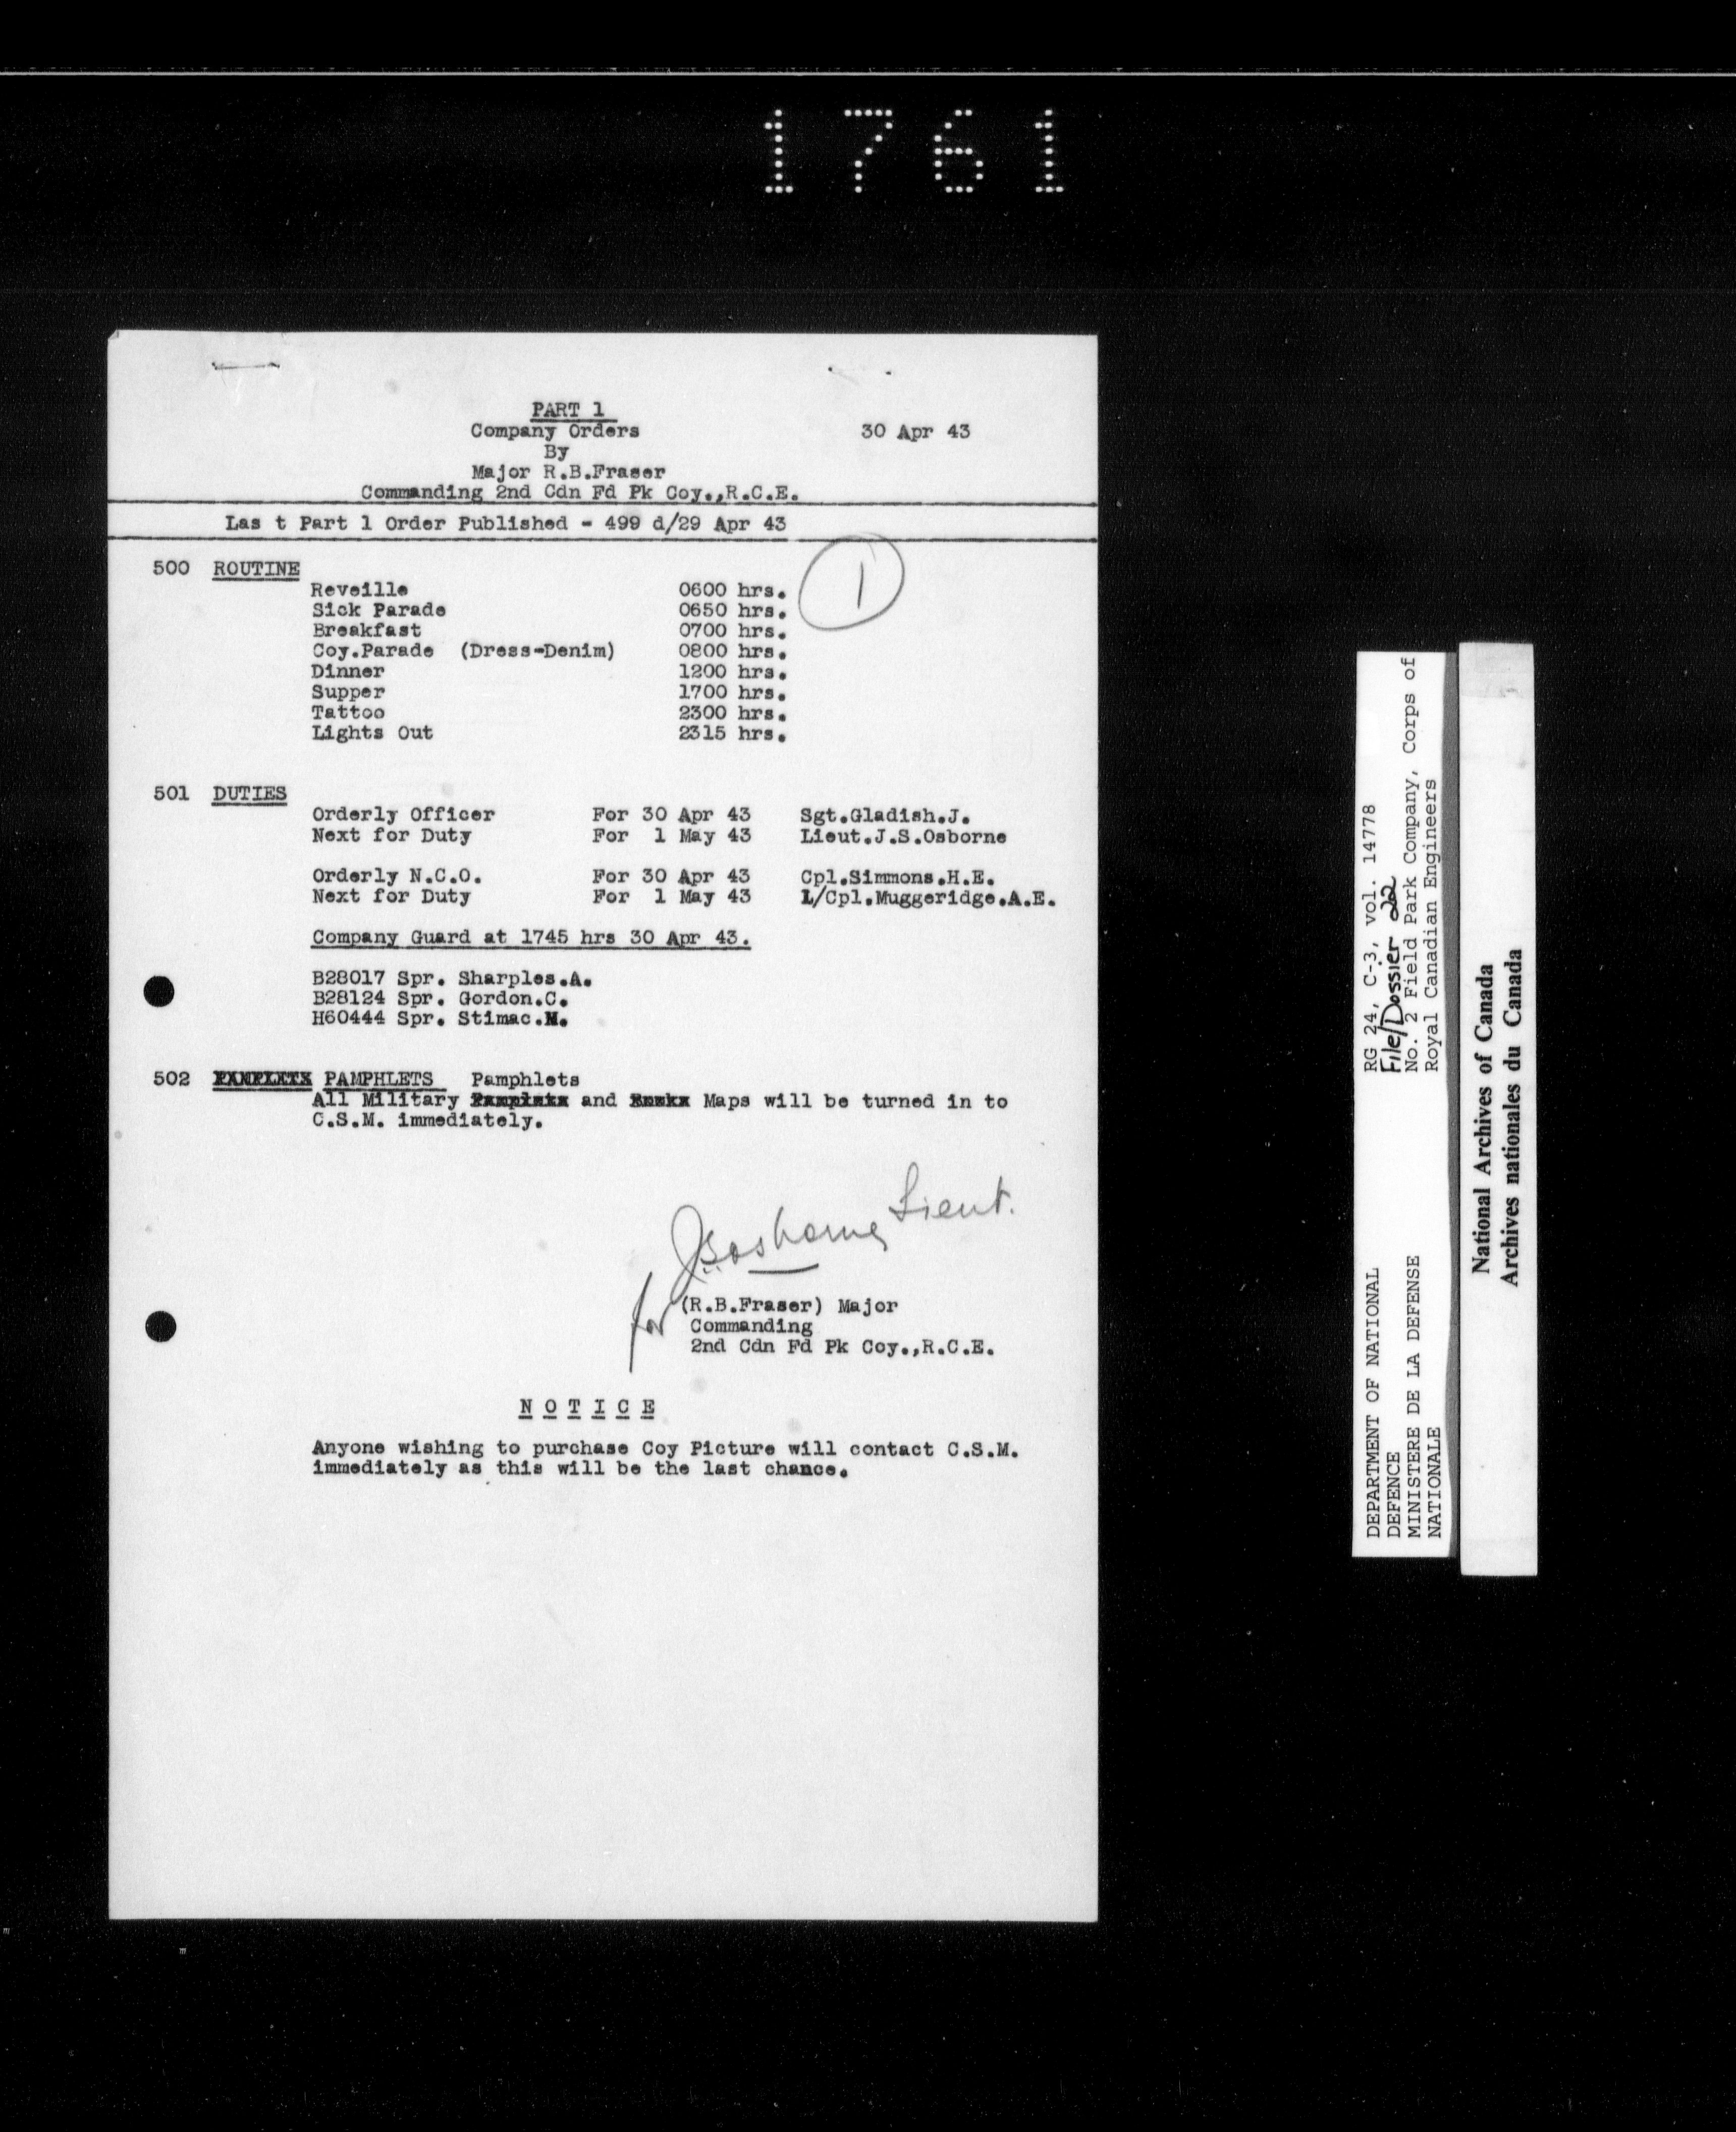 1761
PART 1
Company Orders 30 Apr 43
By
Major R.B.Fraser
Commanding 2nd Cdn Fd Pk Coy.,R.C.E.
Las t Part 1 Order Published - 499 d/29 Apr 43
1
500 ROUTINE
Reveille 0600 hrs.
Sick Parade 0650 hrs.
Breakfast 0700 hrs.
Coy.Parade (Dress-Denim) 0800 hrs.
Dinner 1200 hrs.
Supper 1700 hrs.
Tattoo 2300 hrs.
Lights Out 2315 hrs.
501 DUTIES
Orderly Officer For 30 Apr 43 Sgt.Gladish.J.
Next for Duty For 1 May 43 Lieut.J.S.Osborne
Orderly N.C.O. For 30 Apr 43 Cpl.Simmons.H.E.
Next for Duty For 1 May 43 L/Cpl.Muggeridge.A.E.
Company Guard at 1745 hrs 30 Apr 43.
B28017 Spr. Sharples.A.
B28124 Spr. Gordon.C.
H60444 Spr. Stimac.M.
502 PAMPHLETS Pamphlets
All Military and Maps will be turned in to
C.S.M. immediately.
JSOsborne Lieut.
for (R.B.Fraser) Major
Commanding
2nd Cdn Fd Pk Coy.,R.C.E.
N O T I C E
Anyone wishing to purchase Coy Picture will contact C.S.M.
immediately as this will be the last chance.
DEPARTMENT OF NATIONAL RG 24, C-3, vol. 14778
DEFENCE File/Dossier 22
MINISTERE DE LA DEFENSE No. 2 Field Park Company, Corps of
NATIONALE Royal Canadian Engineers
National Archives of Canada
Archives nationales du Canada